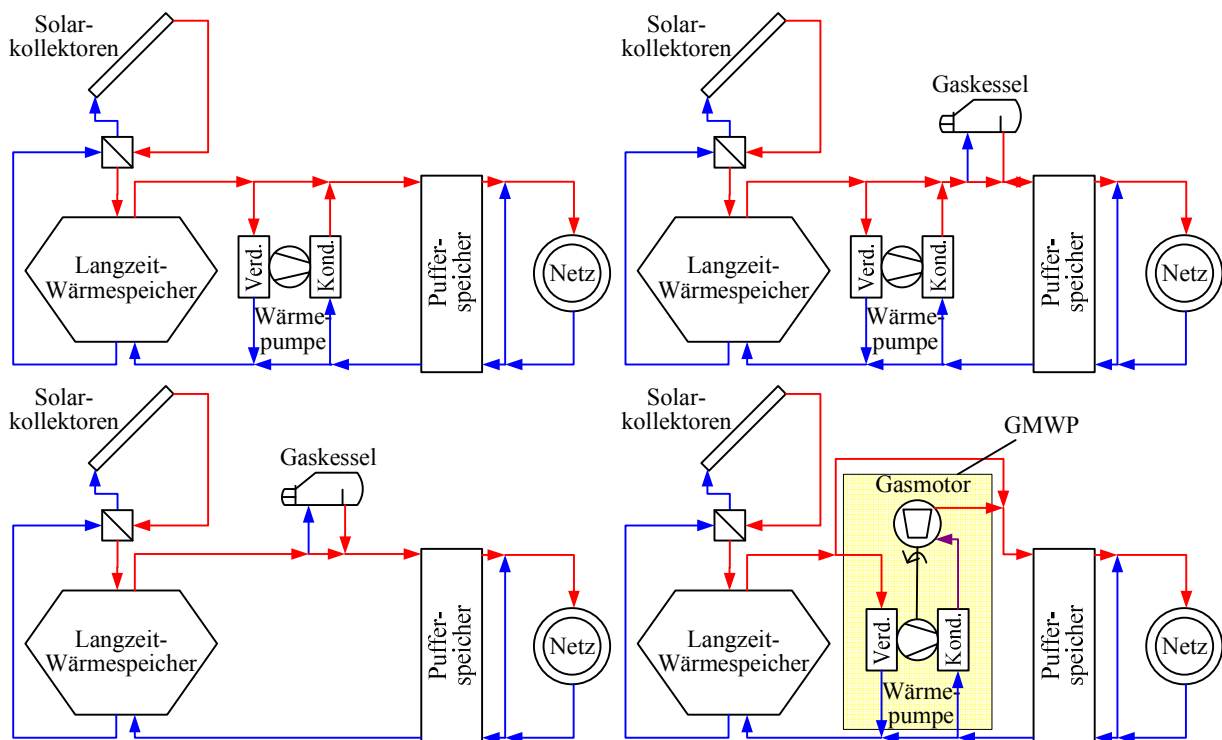 Solar-
kollektoren
Langzeit-
Wärmespeicher
Verd.
Kond.
Wärme-
pumpe
Puffer-
speicher
Netz
Solar-
kollektoren
Gaskessel
Langzeit-
Wärmespeicher
Verd.
Kond.
Wärme-
pumpe
Puffer-
speicher
Netz
Solar-
kollektoren
Gaskessel
Langzeit-
Wärmespeicher
Puffer-
speicher
Netz
Solar-
kollektoren
GMWP
Gasmotor
Langzeit-
Wärmespeicher
Verd.
Kond.
Wärme-
pumpe
Puffer-
speicher
Netz